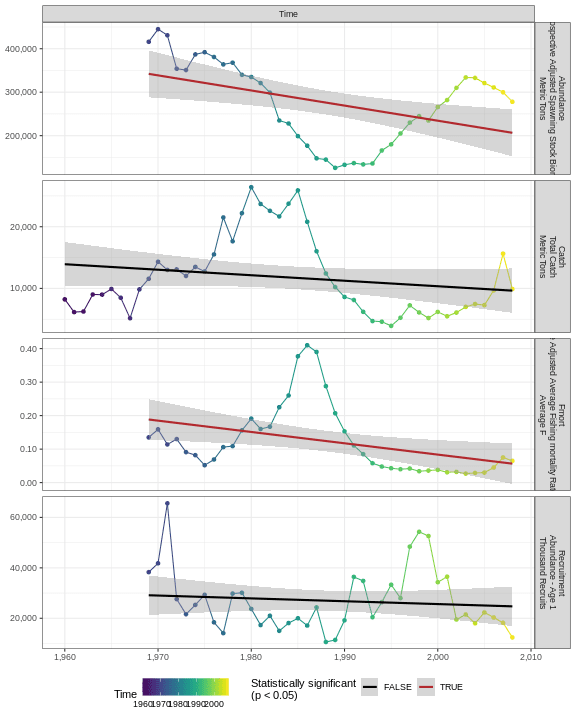 Time
400,000
300,000
200,000
Abundance
Adjusted Spawning Stock
Metric Tons
20,000
10,000
Catch
Total Catch
Metric Tons
0.40
0.30
0.20
0.10
0.00
Fmort
Adjusted Average Fishing mortality
Average F
60,000
40,000
20,000
Recruitment
Abundance - Age 1
Thousand Recruits
1,960 1,970 1,980 1,990 2,000 2,010
Time
1960 1970 1980 1990 2000
Statistically significant
(p < 0.05)
FALSE TRUE